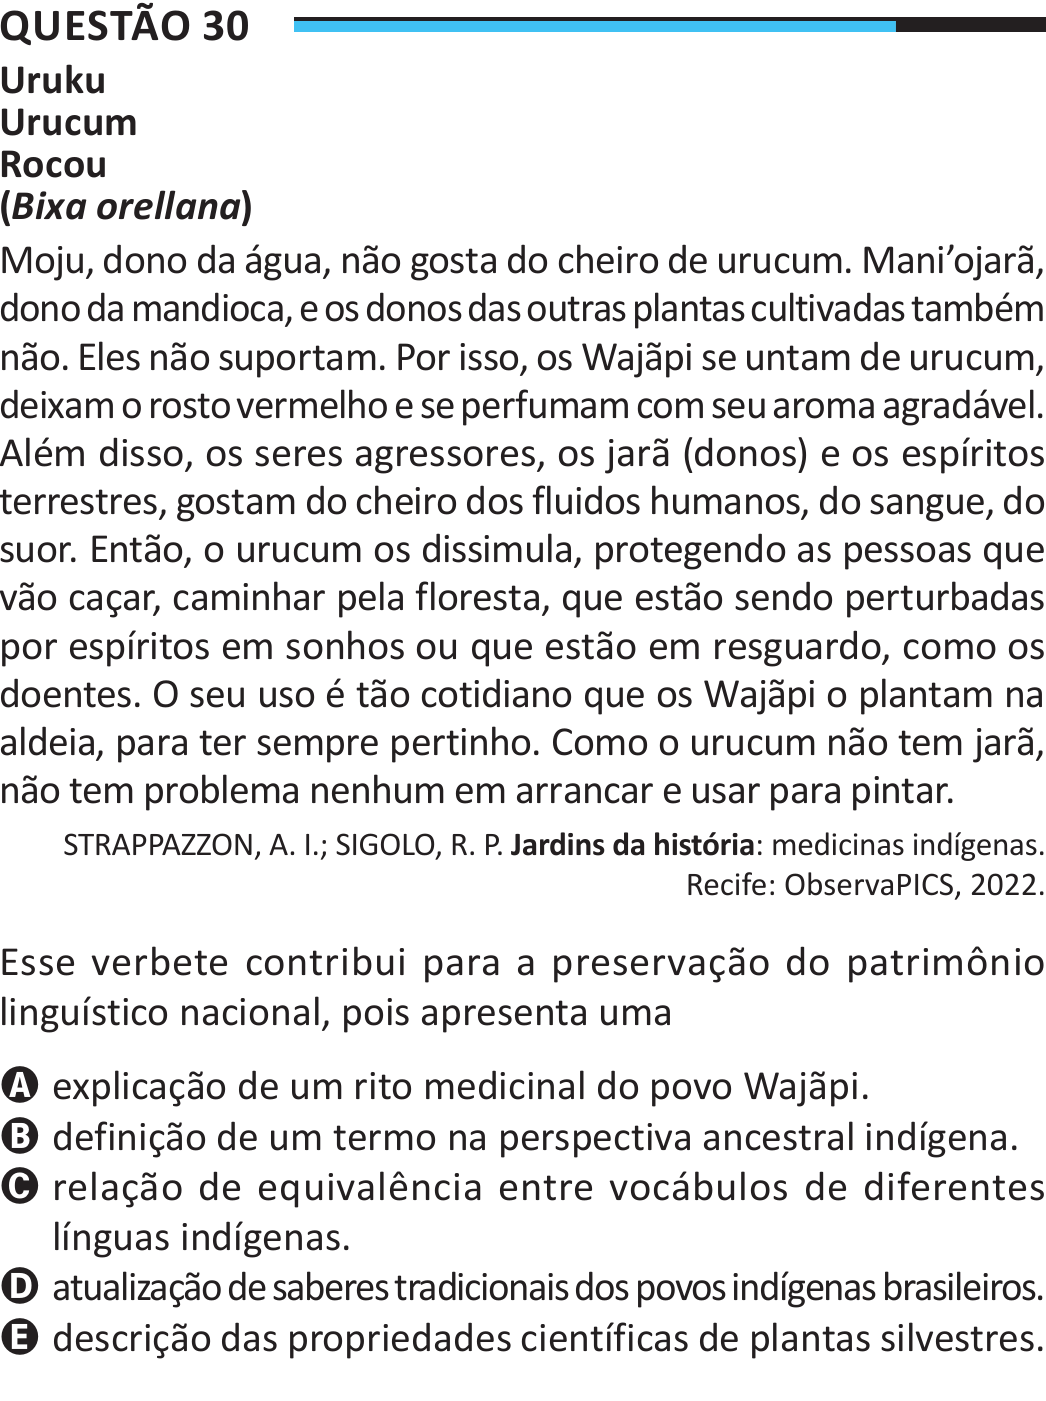 QUESTÃO 30
Uruku
Urucum
Rocou
(Bixa orellana)
Moju, dono da água, não gosta do cheiro de urucum. Mani’ojarã,
dono da mandioca, e os donos das outras plantas cultivadas também
não. Eles não suportam. Por isso, os Wajãpi se untam de urucum,
deixam o rosto vermelho e se perfumam com seu aroma agradável.
Além disso, os seres agressores, os jarã (donos) e os espíritos
terrestres, gostam do cheiro dos fluidos humanos, do sangue, do
suor. Então, o urucum os dissimula, protegendo as pessoas que
vão caçar, caminhar pela floresta, que estão sendo perturbadas
por espíritos em sonhos ou que estão em resguardo, como os
doentes. O seu uso é tão cotidiano que os Wajãpi o plantam na
aldeia, para ter sempre pertinho. Como o urucum não tem jarã,
não tem problema nenhum em arrancar e usar para pintar.
STRAPPAZZON, A. I.; SIGOLO, R. P. Jardins da história: medicinas indígenas.
Recife: ObservaPICS, 2022.
Esse verbete contribui para a preservação do patrimônio
linguístico nacional, pois apresenta uma
A explicação de um rito medicinal do povo Wajãpi.
B definição de um termo na perspectiva ancestral indígena.
C relação de equivalência entre vocábulos de diferentes
línguas indígenas.
D atualização de saberes tradicionais dos povos indígenas brasileiros.
E descrição das propriedades científicas de plantas silvestres.